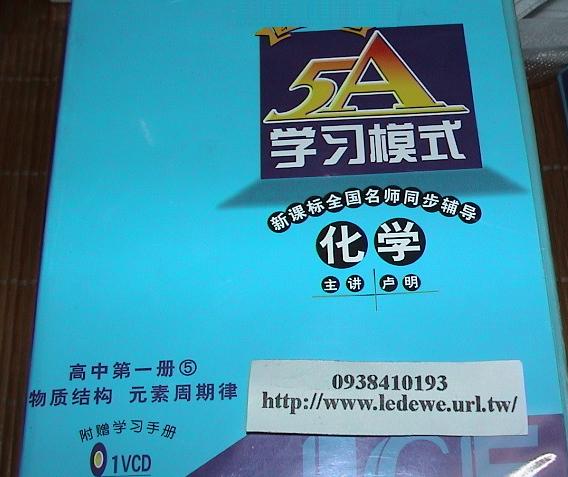 5A
学习模式
新课标全国名师同步辅导
化学
主讲 卢明
高中第一册⑤
物质结构 元素周期律
附赠学习手册
1VCD
0938410193
http://www.ledewe.url.tw/